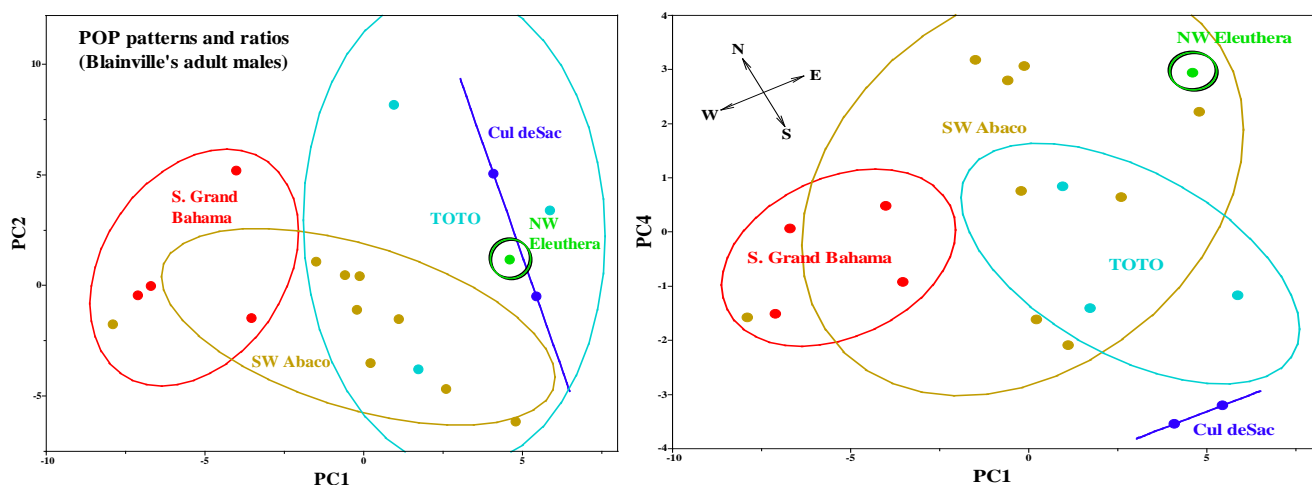 POP patterns and ratios
(Blainville's adult males)
10
5
0
-5
PC2
-10
-5
0
5
PC1
S. Grand
Bahama
SW Abaco
TOTO
Cul deSac
NW
Eleuthera
4
3
2
1
0
-1
-2
-3
-4
PC4
-5
0
5
PC1
N
E
W
S
NW Eleuthera
SW Abaco
S. Grand Bahama
TOTO
Cul deSac